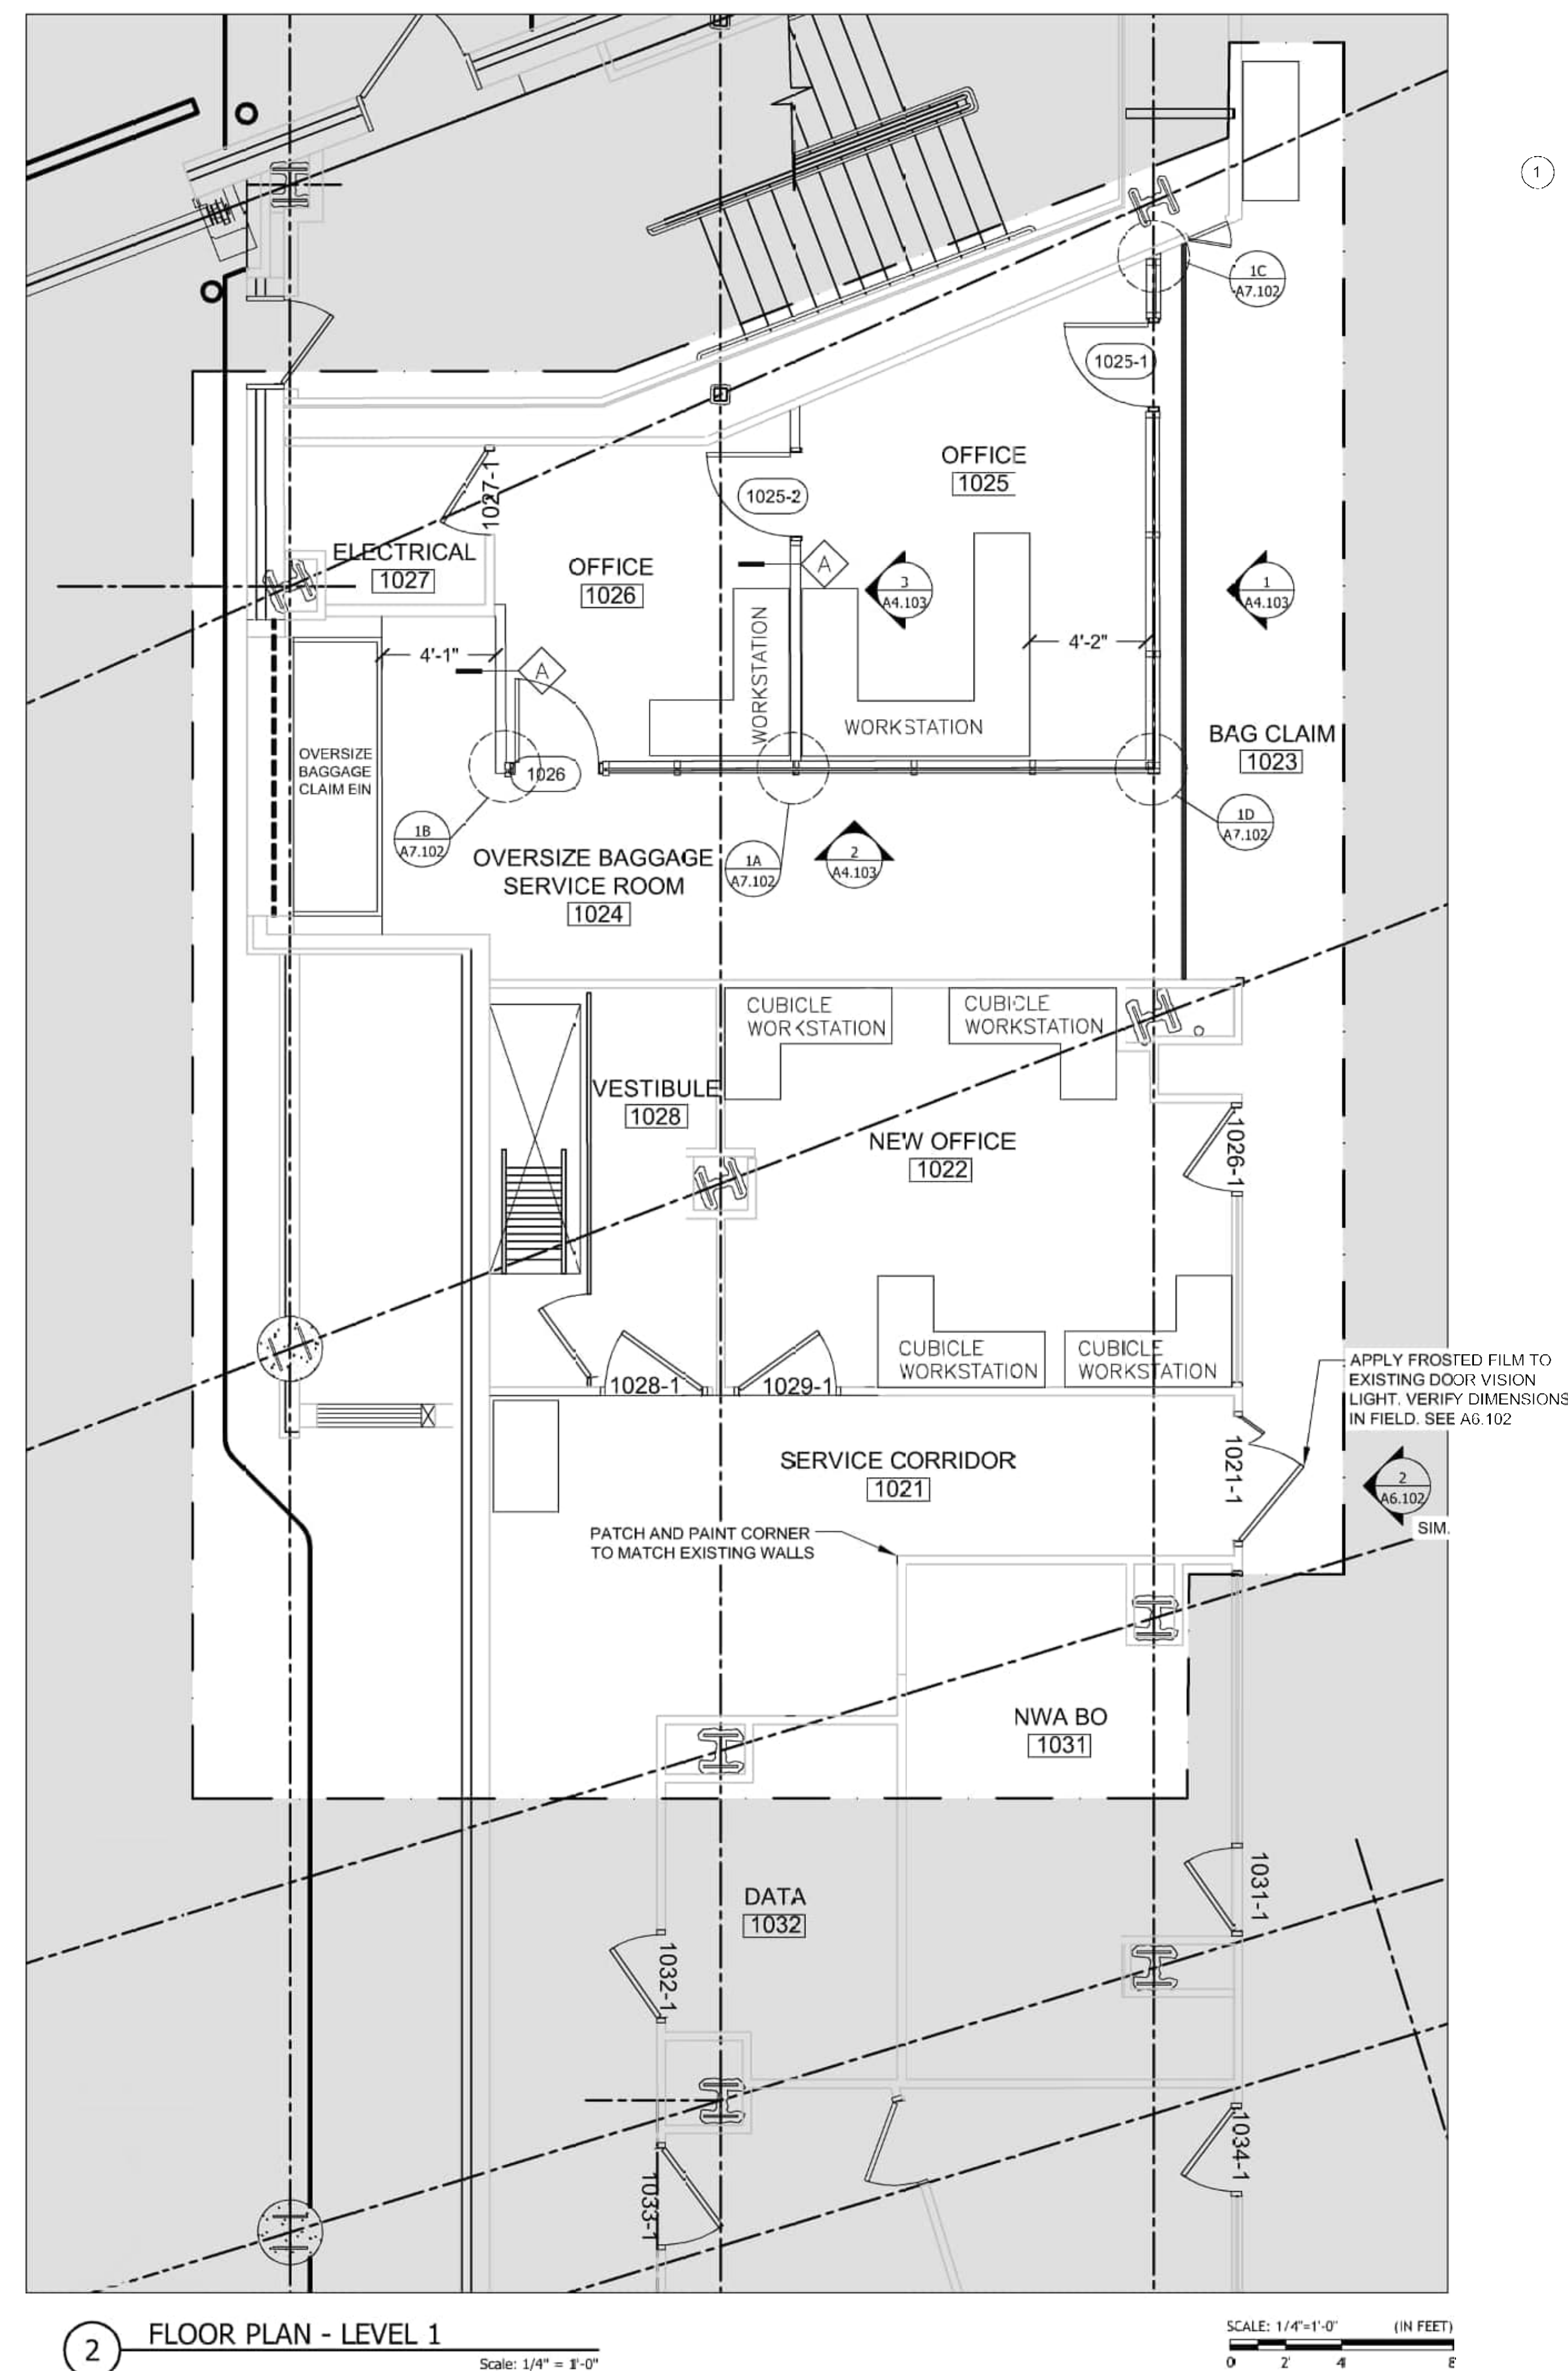 1
1C
A7.102
1025-1
OFFICE
1025
1027-1
1025-2
ELECTRICAL
1027
OFFICE
1026
A
3
A4.103
1
A4.103
WORKSTATION
4'-1"
A
4'-2"
WORKSTATION
BAG CLAIM
1023
OVERSIZE
BAGGAGE
CLAIM EIN
1026
1B
A7.102
1D
A7.102
OVERSIZE BAGGAGE
SERVICE ROOM
1024
1A
A7.102
2
A4.103
CUBICLE
WORKSTATION
CUBICLE
WORKSTATION
VESTIBULE
1028
NEW OFFICE
1022
1026-1
CUBICLE
WORKSTATION
CUBICLE
WORKSTATION
1028-1
1029-1
APPLY FROSTED FILM TO
EXISTING DOOR VISION
LIGHT. VERIFY DIMENSIONS
IN FIELD. SEE A6.102
SERVICE CORRIDOR
1021
1021-1
2
A6.102
SIM.
PATCH AND PAINT CORNER
TO MATCH EXISTING WALLS
NWA BO
1031
DATA
1032
1031-1
1032-1
1034-1
1033-1
2
FLOOR PLAN - LEVEL 1
Scale: 1/4" = 1'-0"
SCALE: 1/4"=1'-0" (IN FEET)
0 2' 4' 8'